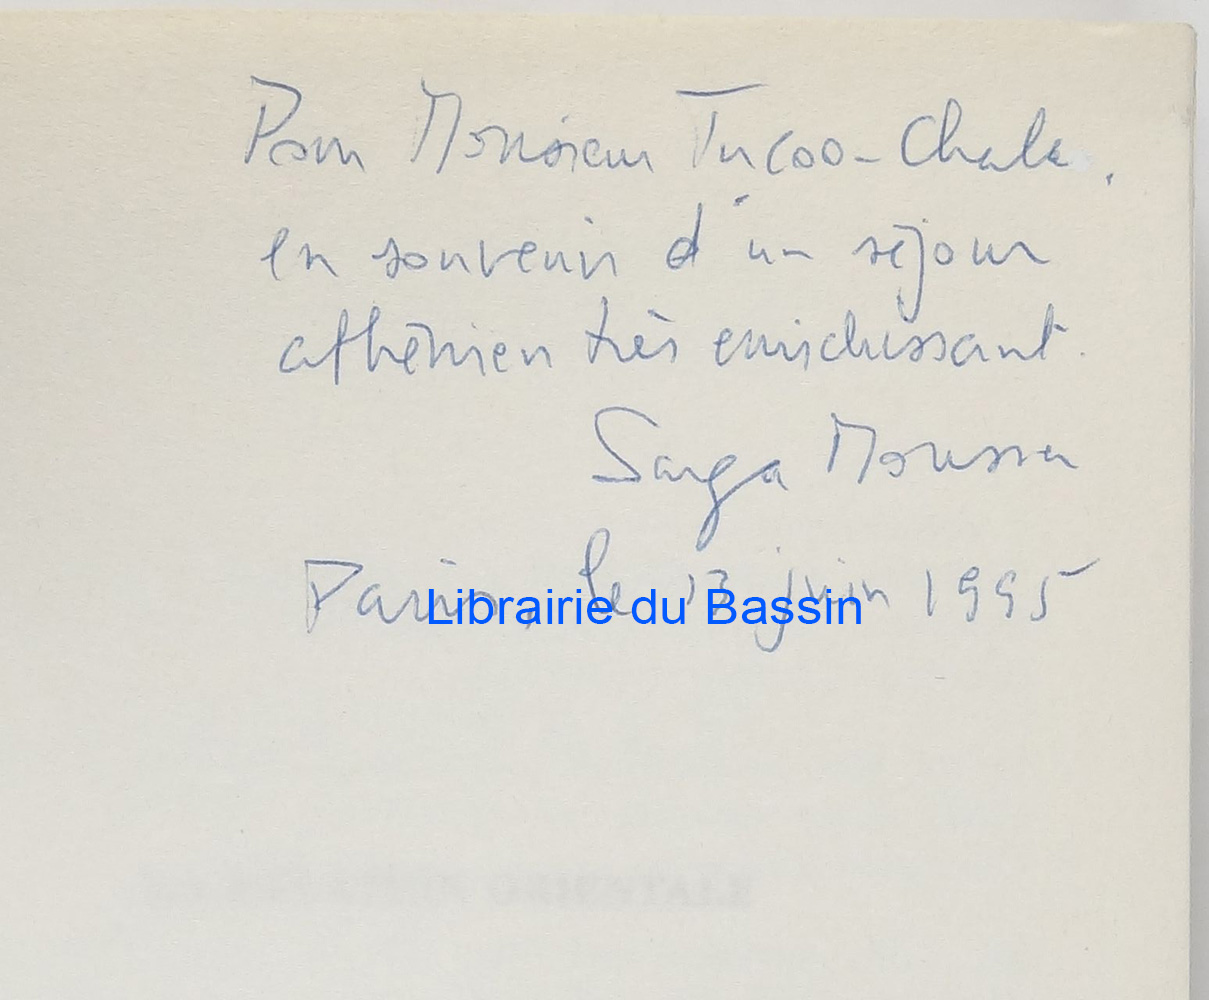 Pour Monsieur Tucoo-Chala,
en souvenir d'un séjour
athénien très enrichissant.
Sarga Moussa
Paris, le 13 juin 1995
Librairie du Bassin
ORIENTALE